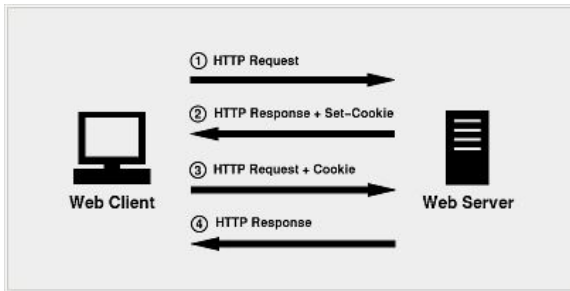 ① HTTP Request
② HTTP Response + Set-Cookie
③ HTTP Request + Cookie
Web Client
Web Server
④ HTTP Response